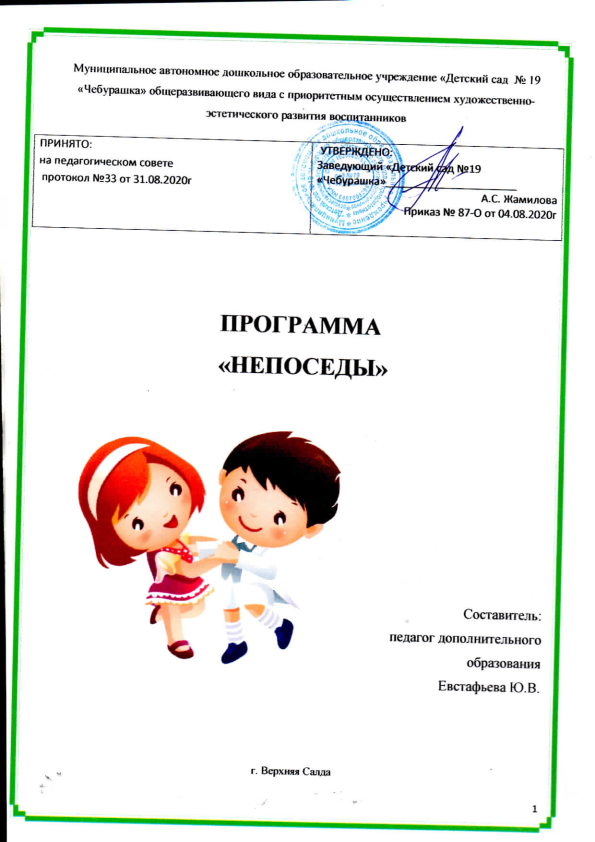 Муниципальное автономное дошкольное образовательное учреждение «Детский сад № 19
«Чебурашка» общеразвивающего вида с приоритетным осуществлением художественно-
эстетического развития воспитанников
ПРИНЯТО:
на педагогическом совете
протокол №33 от 31.08.2020г
УТВЕРЖДЕНО:
Заведующий «Детский сад №19
«Чебурашка»
А.С. Жамилова
Приказ № 87-О от 04.08.2020г
ПРОГРАММА
«НЕПОСЕДЫ»
Составитель:
педагог дополнительного
образования
Евстафьева Ю.В.
г. Верхняя Салда
1